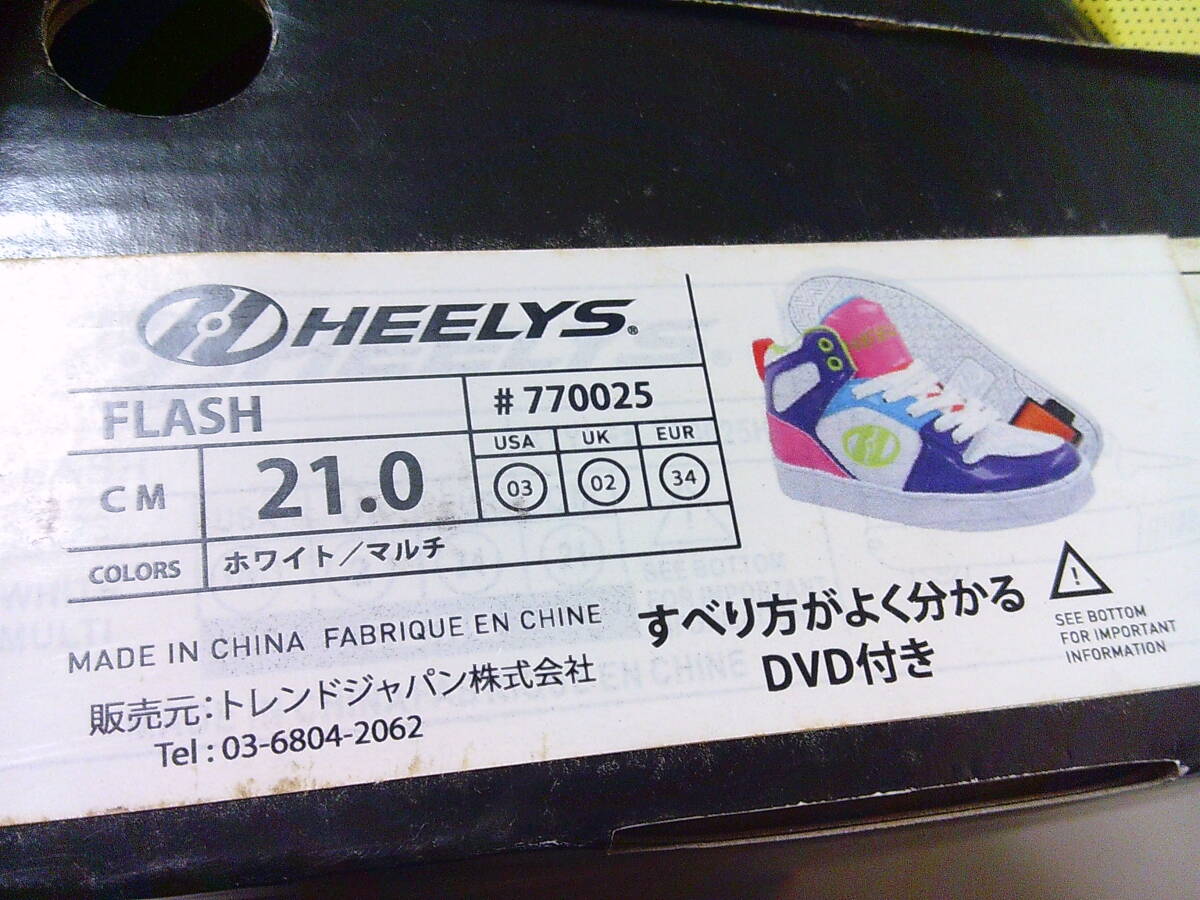 HEELYS®
FLASH
# 770025
CM
21.0
USA UK EUR
03 02 34
COLORS
ホワイト／マルチ
MADE IN CHINA FABRIQUE EN CHINE
販売元：トレンドジャパン株式会社
Tel : 03-6804-2062
すべり方がよく分かる
DVD付き
SEE BOTTOM
FOR IMPORTANT
INFORMATION